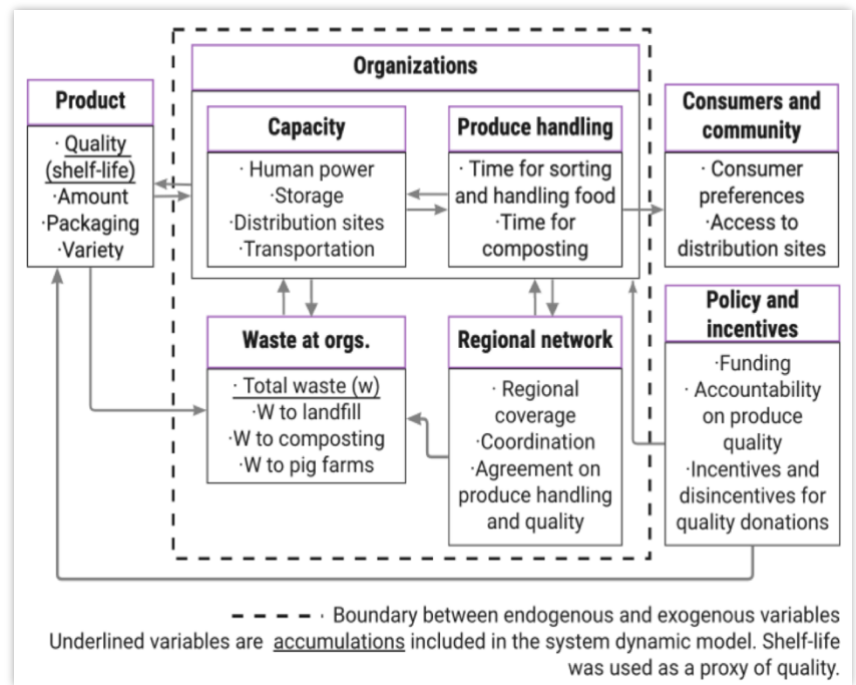 Organizations
Product
· Quality
(shelf-life)
·Amount
·Packaging
·Variety
Capacity
· Human power
·Storage
·Distribution sites
·Transportation
Produce handling
· Time for sorting
and handling food
·Time for
composting
Consumers and
community
· Consumer
preferences
·Access to
distribution sites
Waste at orgs.
· Total waste (w)
·W to landfill
·W to composting
·W to pig farms
Regional network
· Regional
coverage
·Coordination
·Agreement on
produce handling
and quality
Policy and
incentives
·Funding
· Accountability
on produce
quality
·Incentives and
disincentives for
quality donations
· Boundary between endogenous and exogenous variables
Underlined variables are accumulations included in the system dynamic model. Shelf-life
was used as a proxy of quality.